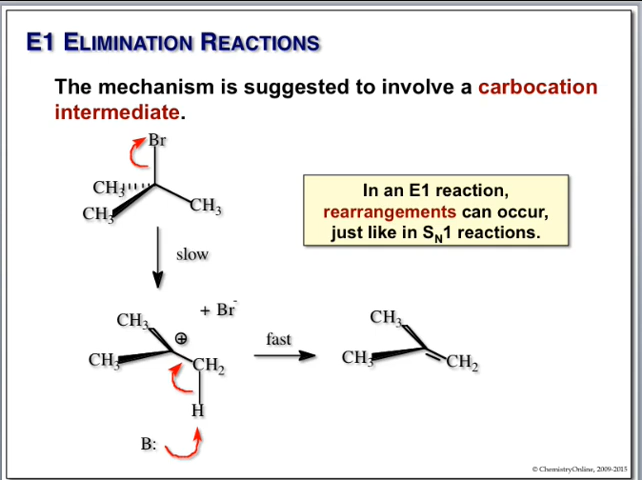 E1 ELIMINATION REACTIONS
The mechanism is suggested to involve a carbocation
intermediate.
Br
CH3
CH3
CH3
In an E1 reaction,
rearrangements can occur,
just like in SN1 reactions.
slow
+ Br-
CH3
⊕
CH3
CH2
H
B:
fast
CH3
CH3
CH2
© ChemistryOnline, 2009-2015